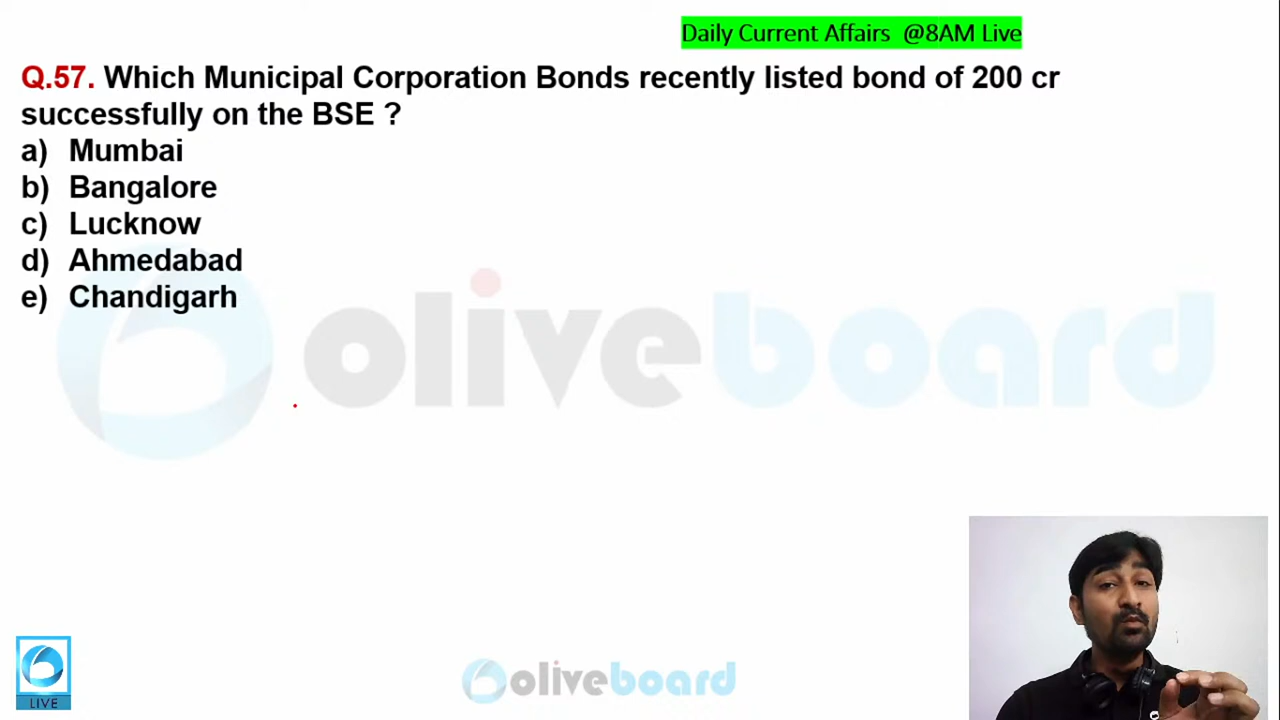 Daily Current Affairs @8AM Live
Q.57. Which Municipal Corporation Bonds recently listed bond of 200 cr
successfully on the BSE ?
a) Mumbai
b) Bangalore
c) Lucknow
d) Ahmedabad
e) Chandigarh
oliveboard
LIVE
oliveboard